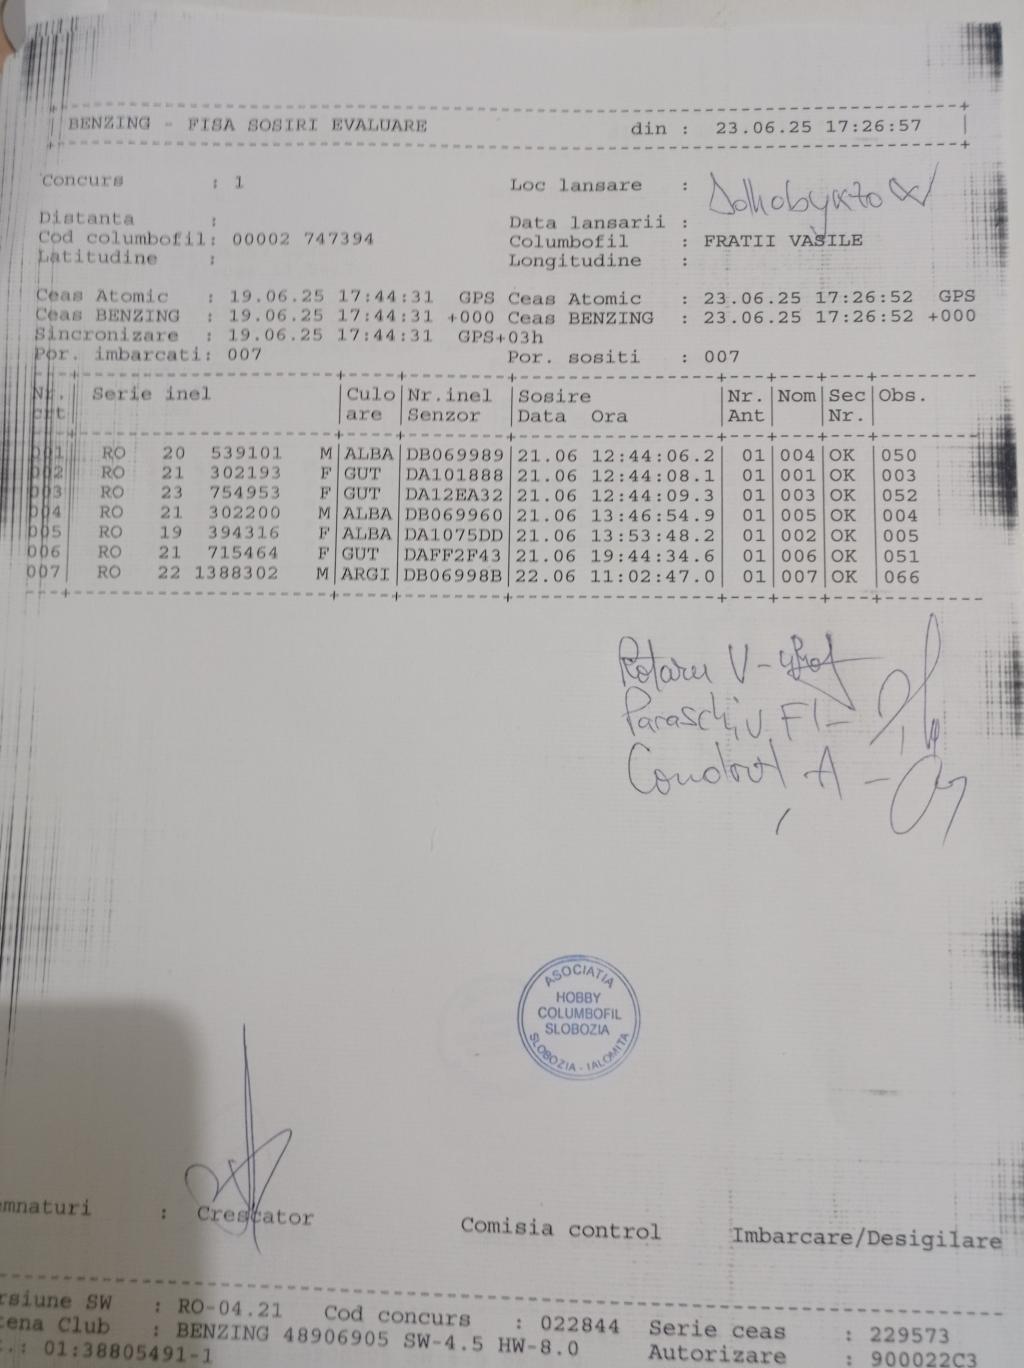 BENZING - FISA SOSIRI EVALUARE din : 23.06.25 17:26:57
Concurs : 1 Loc lansare :
Distanta : Data lansarii :
Cod columbofil: 00002 747394 Columbofil : FRATII VASILE
Latitudine : Longitudine :
Ceas Atomic : 19.06.25 17:44:31 GPS Ceas Atomic : 23.06.25 17:26:52 GPS
Ceas BENZING : 19.06.25 17:44:31 +000 Ceas BENZING : 23.06.25 17:26:52 +000
Sincronizare : 19.06.25 17:44:31 GPS+03h
Por. imbarcati: 007 Por. sositi : 007
Nr. Serie inel Culo Nr.inel Sosire Nr. Nom Sec Obs.
crt are Senzor Data Ora Ant Nr.
001 RO 20 539101 M ALBA DB069989 21.06 12:44:06.2 01 004 OK 050
002 RO 21 302193 F GUT DA101888 21.06 12:44:08.1 01 001 OK 003
003 RO 23 754953 F GUT DA12EA32 21.06 12:44:09.3 01 003 OK 052
004 RO 21 302200 M ALBA DB069960 21.06 13:46:54.9 01 005 OK 004
005 RO 19 394316 F ALBA DA1075DD 21.06 13:53:48.2 01 002 OK 005
006 RO 21 715464 F GUT DAFF2F43 21.06 19:44:34.6 01 006 OK 051
007 RO 22 1388302 M ARGI DB06998B 22.06 11:02:47.0 01 007 OK 066
Rotaru V -
Paraschiv Fl -
A -
ASOCIATIA
HOBBY
COLUMBOFIL
SLOBOZIA
SLOBOZIA - IALOMITA
mnaturi : Crescator Comisia control Imbarcare/Desigilare
rsiune SW : RO-04.21 Cod concurs : 022844 Serie ceas : 229573
tena Club : BENZING 48906905 SW-4.5 HW-8.0 Autorizare : 900022C3
.: 01:38805491-1